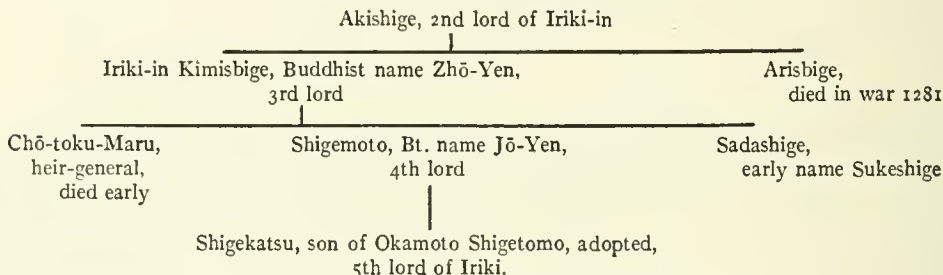 Akishige, 2nd lord of Iriki-in
Iriki-in Kimisbige, Buddhist name Zhō-Yen,
3rd lord
Arisbige,
died in war 1281
Chō-toku-Maru,
heir-general,
died early
Shigemoto, Bt. name Jō-Yen,
4th lord
Sadashige,
early name Sukeshige
Shigekatsu, son of Okamoto Shigetomo, adopted,
5th lord of Iriki.